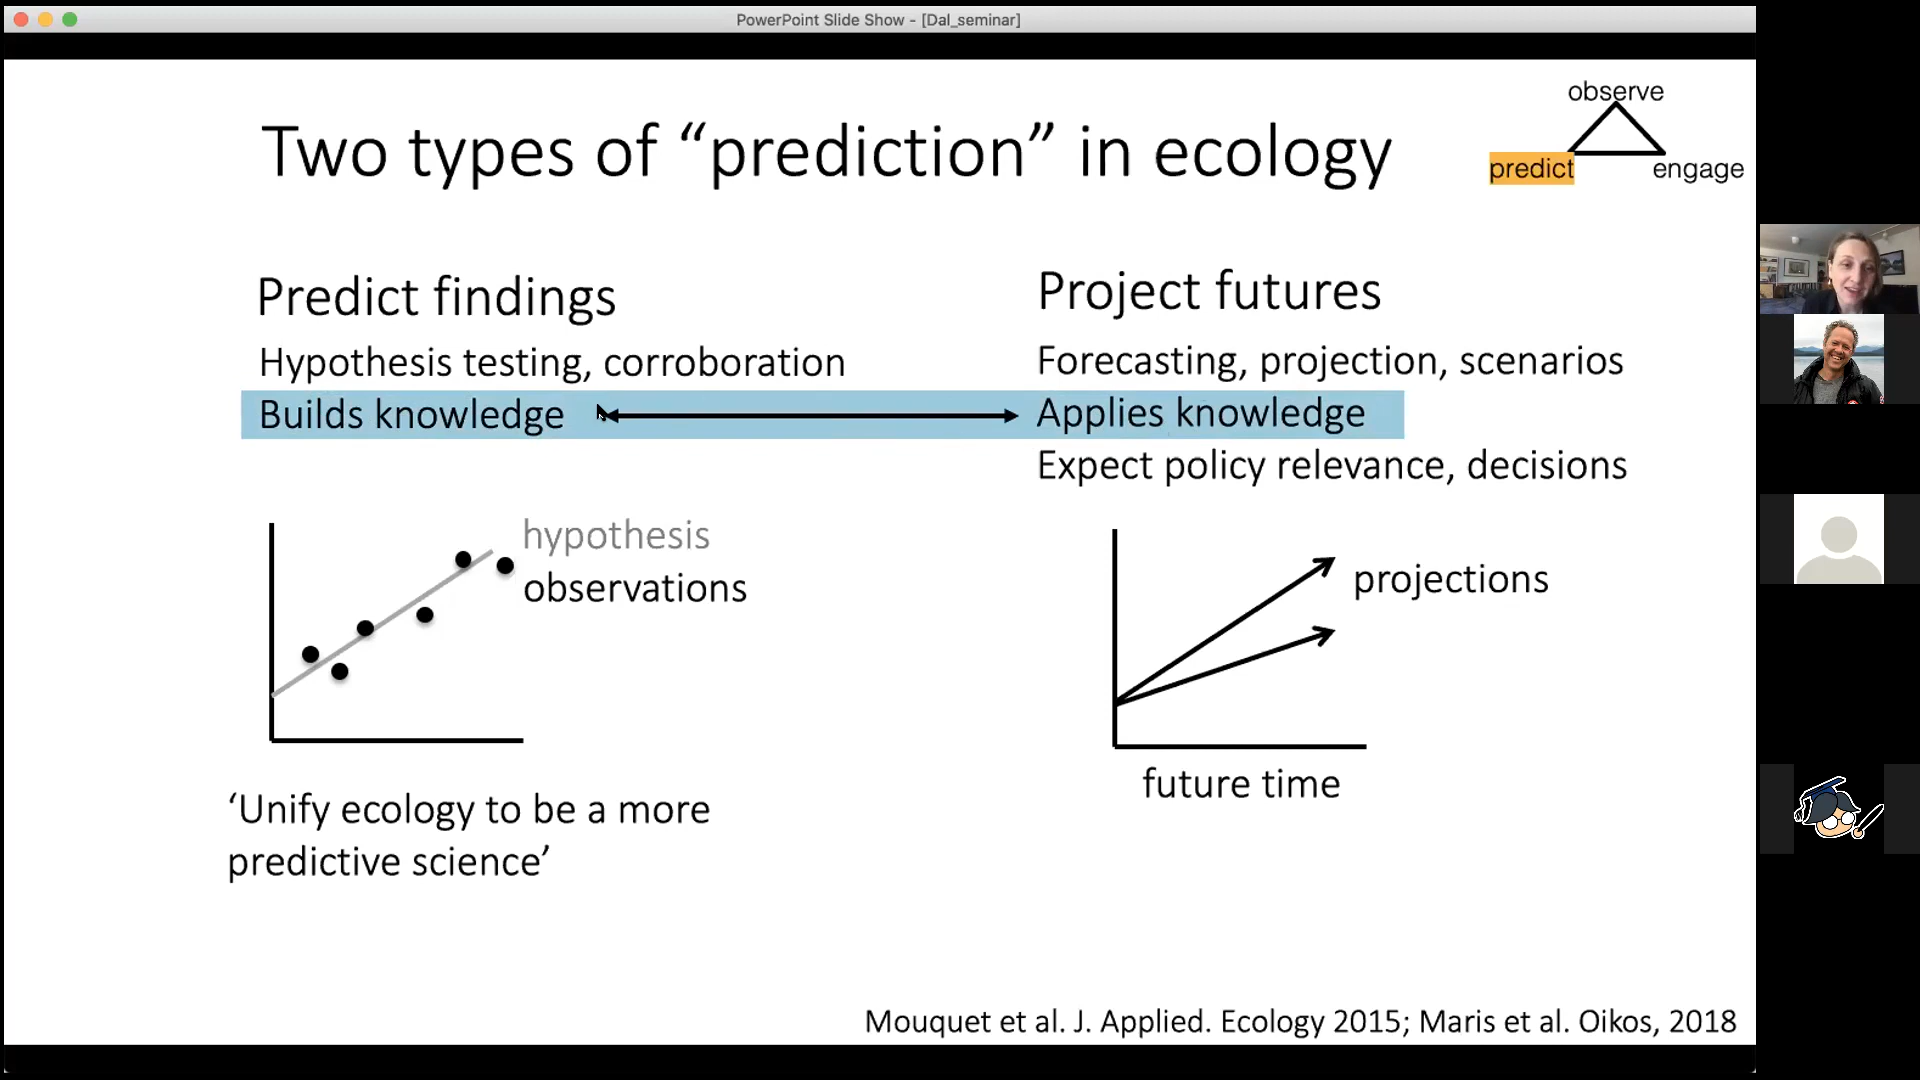 PowerPoint Slide Show - [Dal_seminar]
observe
predict
engage
Two types of “prediction” in ecology
Predict findings
Hypothesis testing, corroboration
Builds knowledge
Project futures
Forecasting, projection, scenarios
Applies knowledge
Expect policy relevance, decisions
hypothesis
observations
projections
future time
‘Unify ecology to be a more
predictive science’
Mouquet et al. J. Applied. Ecology 2015; Maris et al. Oikos, 2018